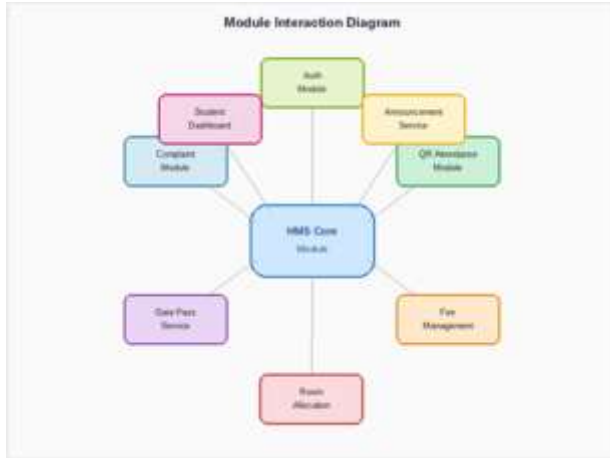 Module Interaction Diagram
Auth
Module
Student
Dashboard
Announcement
Service
Complaint
Module
QR Attendance
Module
HMS Core
Module
Gate Pass
Service
Fee
Management
Room
Allocation